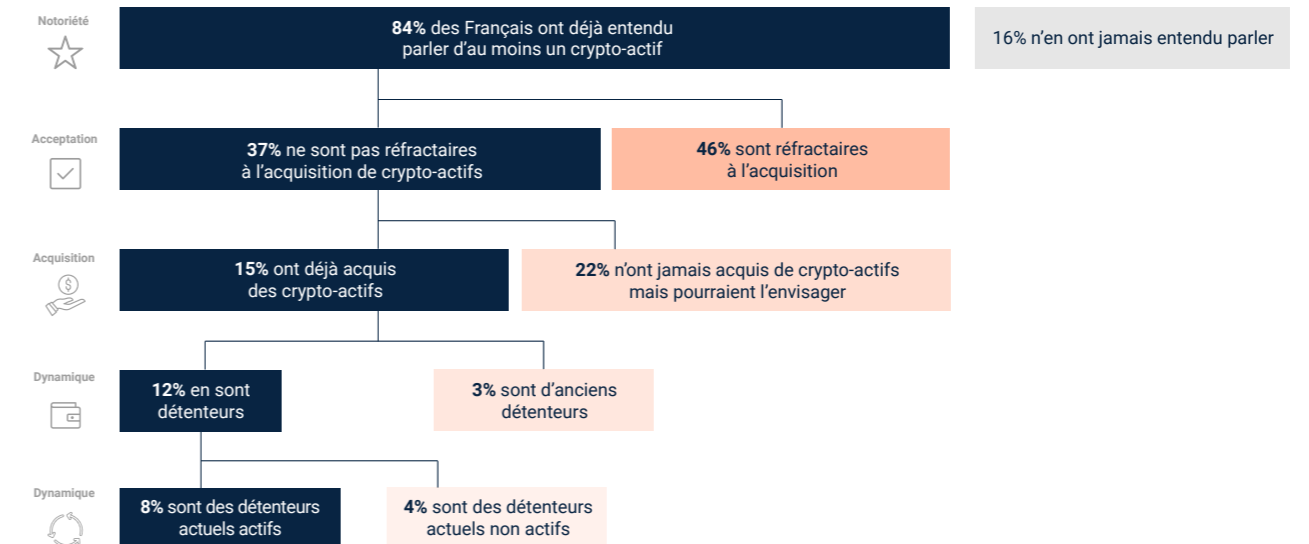 Notoriété
84% des Français ont déjà entendu
parler d'au moins un crypto-actif
16% n'en ont jamais entendu parler
Acceptation
37% ne sont pas réfractaires
à l'acquisition de crypto-actifs
46% sont réfractaires
à l'acquisition
Acquisition
15% ont déjà acquis
des crypto-actifs
22% n'ont jamais acquis de crypto-actifs
mais pourraient l'envisager
Dynamique
12% en sont
détenteurs
3% sont d'anciens
détenteurs
Dynamique
8% sont des détenteurs
actuels actifs
4% sont des détenteurs
actuels non actifs